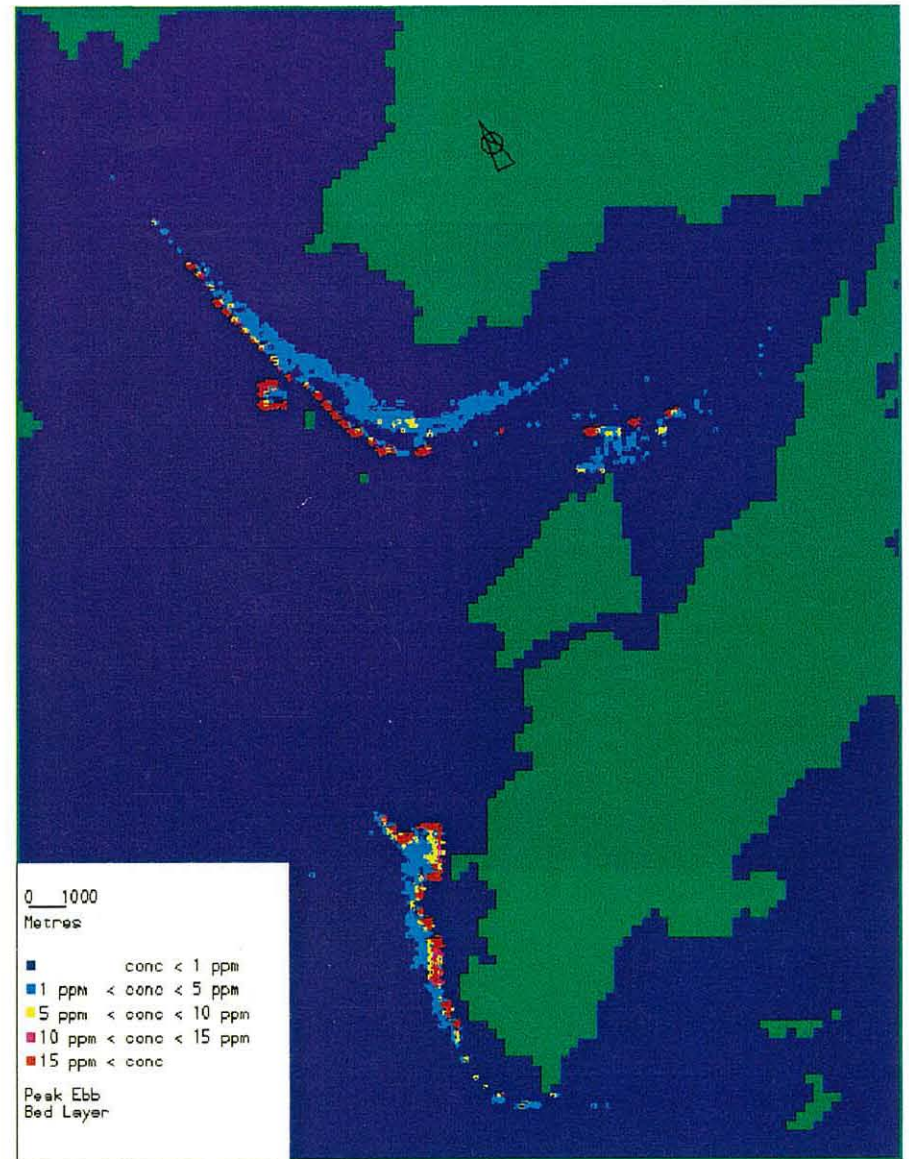 0 1000
Metres
conc < 1 ppm
1 ppm < conc < 5 ppm
5 ppm < conc < 10 ppm
10 ppm < conc < 15 ppm
15 ppm < conc
Peak Ebb
Bed Layer